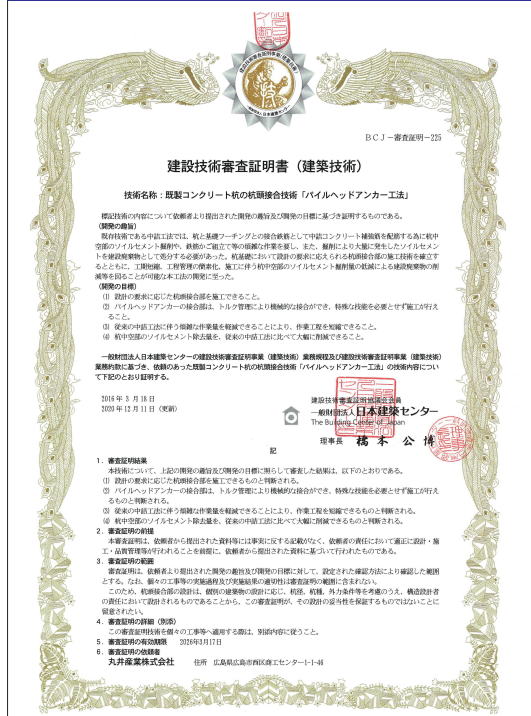 BCJ－審査証明－225
建設技術審査証明書（建築技術）
技術名称：既製コンクリート杭の杭頭接合技術「パイルヘッドアンカー工法」
標記技術の内容について依頼者より提出された開発の趣旨及び開発の目標に基づき証明するものである。
（開発の趣旨）
既存技術である中詰工法では、杭と基礎フーチングとの接合鉄筋として中詰コンクリート補強筋を配筋する為に杭中
空部のソイルセメント掘削や、鉄筋かご組立て等の煩雑な作業を要し、また、掘削により大量に発生したソイルセメン
トを建設廃棄物として処分する必要があった。杭基礎において設計の要求に応えられる杭頭接合部の施工技術を確立す
るとともに、工期短縮、工程管理の簡素化、施工に伴う杭中空部のソイルセメント掘削量の低減による建設廃棄物の削
減等を図ることが可能な本工法の開発に至った。
（開発の目標）
(1) 設計の要求に応じた杭頭接合部を施工できること。
(2) パイルヘッドアンカーの接合部は、トルク管理により機械的な接合ができ、特殊な技能を必要とせず施工が行え
ること。
(3) 従来の中詰工法に伴う煩雑な作業量を軽減できることにより、作業工程を短縮できること。
(4) 杭中空部のソイルセメント除去量を、従来の中詰工法に比べて大幅に削減できること。
一般財団法人日本建築センターの建設技術審査証明事業（建築技術）業務規程及び建設技術審査証明事業（建築技術）
業務約款に基づき、依頼のあった既製コンクリート杭の杭頭接合技術「パイルヘッドアンカー工法」の技術内容につい
て下記のとおり証明する。
2016年 3 月18日
2020年12月11日（更新）
建設技術審査証明協議会会員
一般財団法人 日本建築センター
The Building Center of Japan
理事長 橋本 公博
記
1．審査証明結果
本技術について、上記の開発の趣旨及び開発の目標に照らして審査した結果は、以下のとおりである。
(1) 設計の要求に応じた杭頭接合部を施工できるものと判断される。
(2) パイルヘッドアンカーの接合部は、トルク管理により機械的な接合ができ、特殊な技能を必要とせず施工が行え
るものと判断される。
(3) 従来の中詰工法に伴う煩雑な作業量を軽減できることにより、作業工程を短縮できるものと判断される。
(4) 杭中空部のソイルセメント除去量を、従来の中詰工法に比べて大幅に削減できるものと判断される。
2．審査証明の前提
本審査証明は、依頼者から提出された資料等には事実に反する記載がなく、依頼者の責任において適正に設計・施
工・品質管理等が行われることを前提に、依頼者から提出された資料に基づいて行われたものである。
3．審査証明の範囲
審査証明は、依頼者より提出された開発の趣旨及び開発の目標に対して、設定された確認方法により確認した範囲
とする。なお、個々の工事等の実施過程及び実施結果の適切性は審査証明の範囲に含まれない。
このため、杭頭接合部の設計は、個別の建築物の設計に応じ、杭径、杭種、外力条件等を考慮のうえ、構造設計者
の責任において設計されるものであることから、この審査証明が、その設計の妥当性を保証するものではないことに
留意されたい。
4．審査証明の詳細（別添）
この審査証明技術を個々の工事等へ適用する際は、別添内容に従うこと。
5．審査証明の有効期限 2026年3月17日
6．審査証明の依頼者
丸井産業株式会社 住所 広島県広島市西区商工センター1-1-46